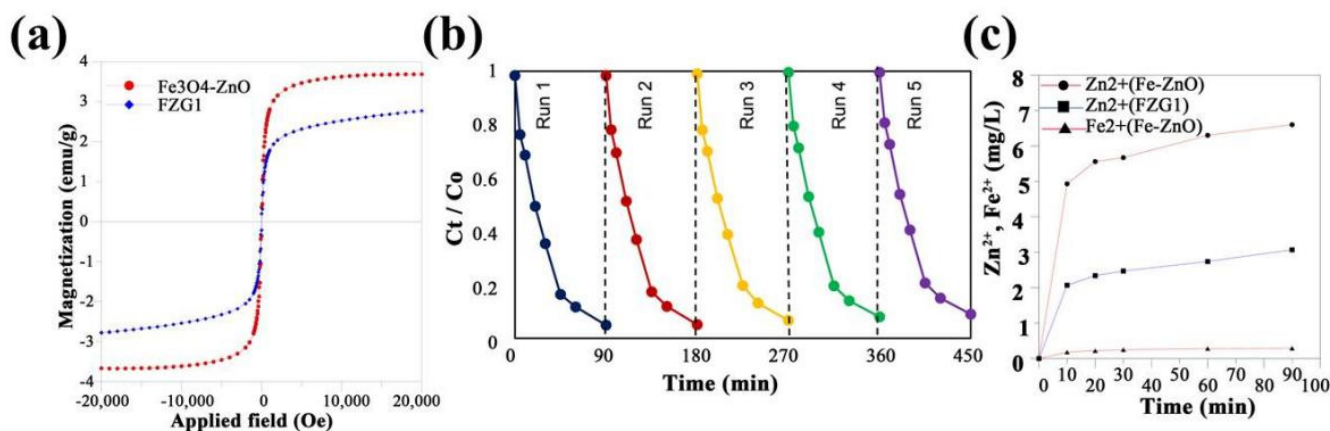 (a)
Magnetization (emu/g)
4
3
2
1
0
-1
-2
-3
-4
Fe3O4-ZnO
FZG1
-20,000 -10,000 0 10,000 20,000
Applied field (Oe)
(b)
Ct / Co
1
0.8
0.6
0.4
0.2
0
Run 1
Run 2
Run 3
Run 4
Run 5
0 90 180 270 360 450
Time (min)
(c)
Zn²⁺, Fe²⁺ (mg/L)
8
7
6
5
4
3
2
1
0
Zn2+(Fe-ZnO)
Zn2+(FZG1)
Fe2+(Fe-ZnO)
0 10 20 30 40 50 60 70 80 90 100
Time (min)